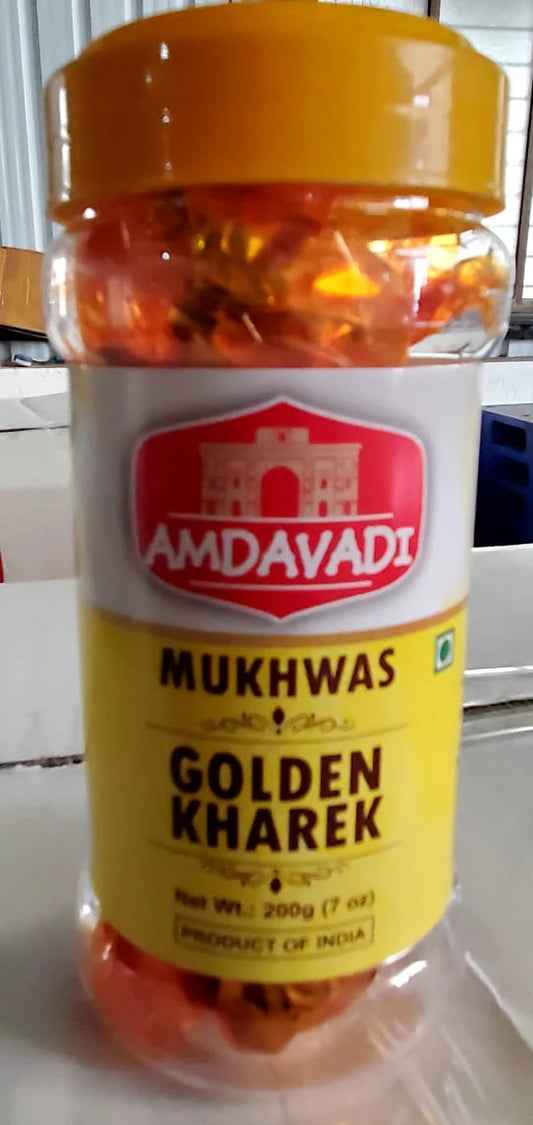 AMDAVADI
MUKHWAS
GOLDEN
KHAREK
Net Wt.: 200g (7 oz)
PRODUCT OF INDIA